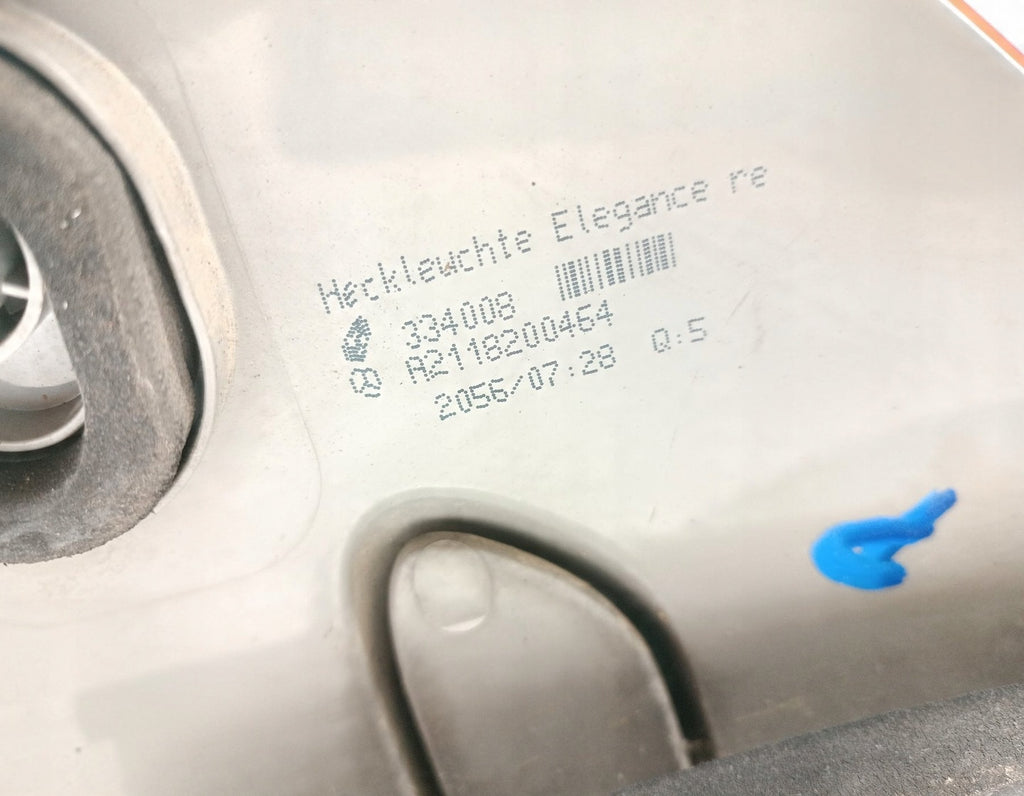 Heckleuchte Elegance re
334008
A2118200464
2056/07:28 Q:5